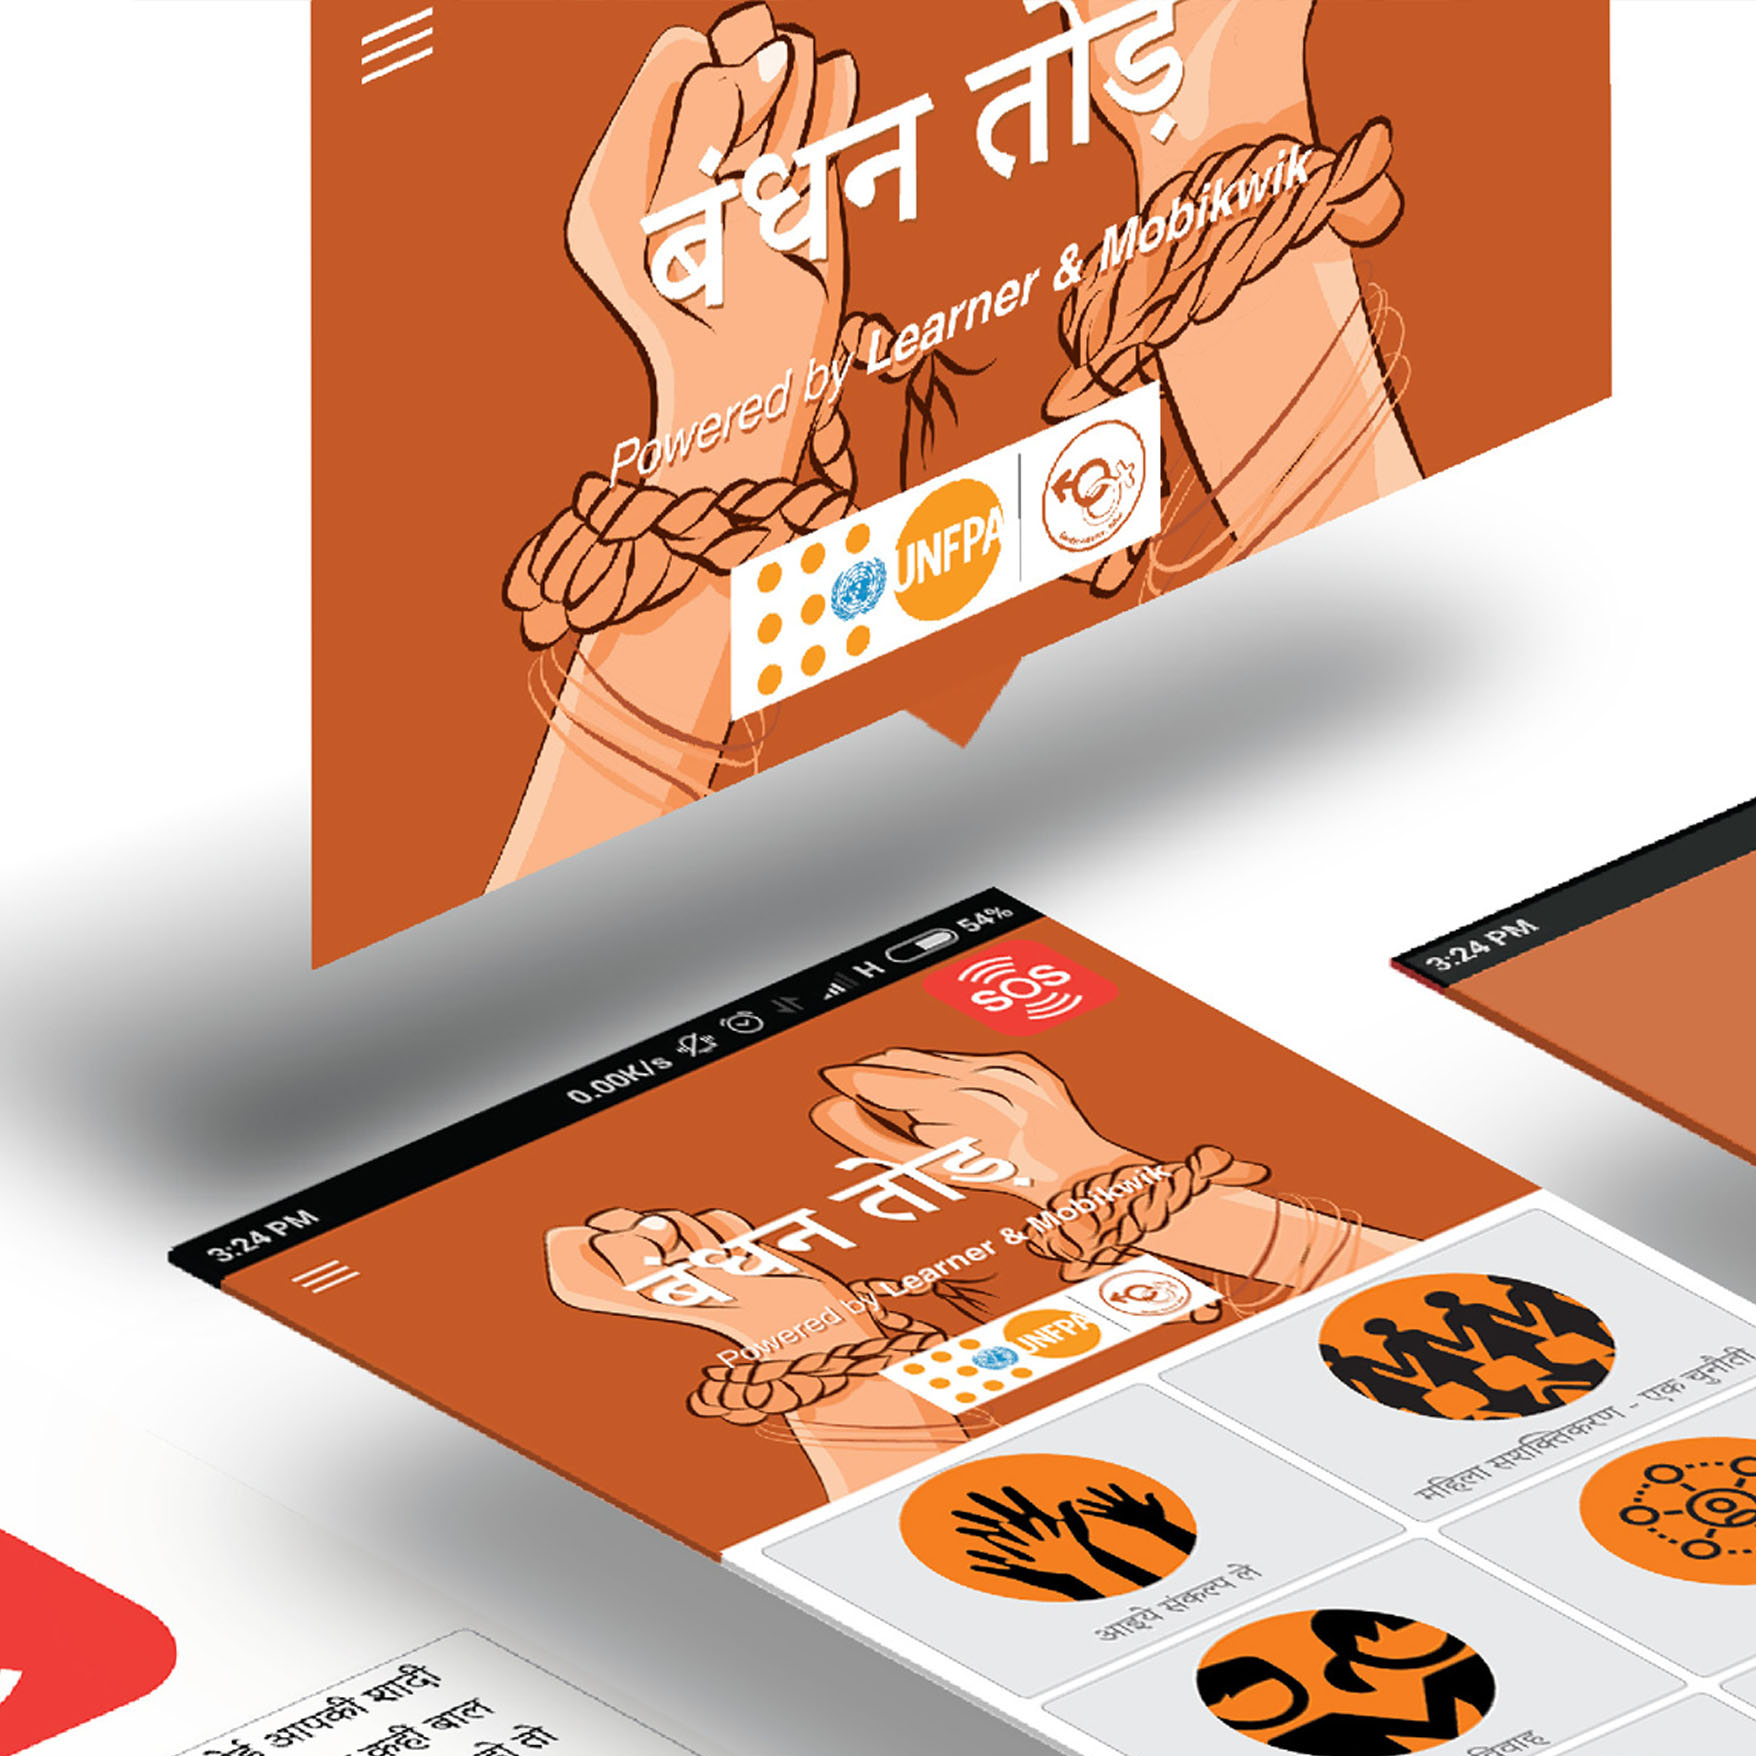 बंधन तोड़
Powered by Learner & Mobikwik
UNFPA
3:24 PM
0.00K/s
H
54%
SOS
बंधन तोड़
Powered by Learner & Mobikwik
UNFPA
3:24 PM
महिला सशक्तिकरण - एक चुनौती
आइये संकल्प ले
आपकी शादी
कहीं बाल
हो